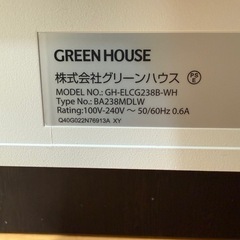 GREEN HOUSE
株式会社グリーンハウス
MODEL NO.: GH-ELCG238B-WH
Type No.: BA238MDLW
Rating:100V-240V ～ 50/60Hz 0.6A
Q40G022N76913A XY